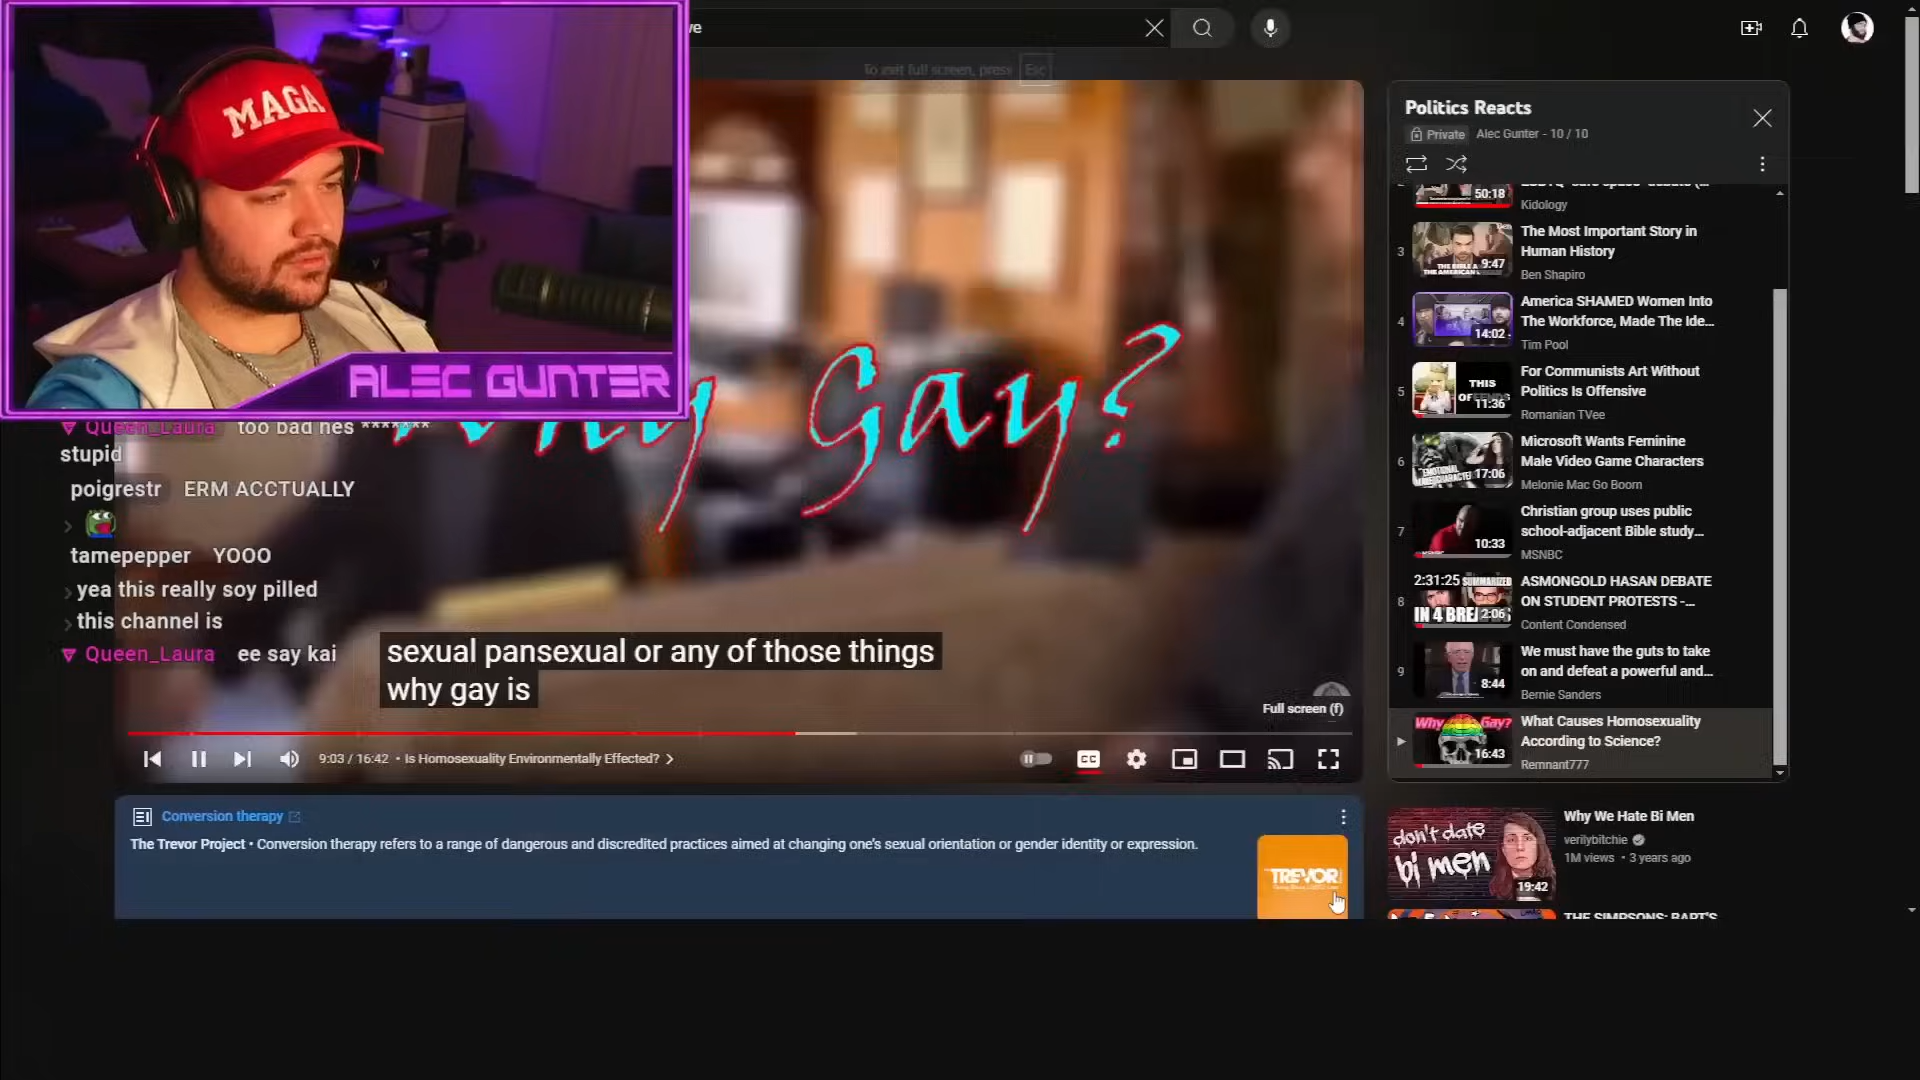 MAGA
ALEC GUNTER
ve
To exit full screen, press Esc
Gay?
Queen_Laura too bad hes *******
stupid
poigrestr ERM ACCTUALLY
tamepepper YOOO
yea this really soy pilled
this channel is
Queen_Laura ee say kai
sexual pansexual or any of those things
why gay is
Full screen (f)
9:03 / 16:42 • Is Homosexuality Environmentally Effected?
CC
Conversion therapy
The Trevor Project • Conversion therapy refers to a range of dangerous and discredited practices aimed at changing one's sexual orientation or gender identity or expression.
TREVOR
Politics Reacts
Private Alec Gunter - 10 / 10
50:18
Kidology
3
The Most Important Story in
Human History
Ben Shapiro
9:47
4
America SHAMED Women Into
The Workforce, Made The Ide...
Tim Pool
14:02
5
For Communists Art Without
Politics Is Offensive
Romanian TVee
THIS
11:36
6
Microsoft Wants Feminine
Male Video Game Characters
Melonie Mac Go Boom
17:06
7
Christian group uses public
school-adjacent Bible study...
MSNBC
10:33
8
ASMONGOLD HASAN DEBATE
ON STUDENT PROTESTS -...
Content Condensed
2:31:25 SUMMARIZED
IN 4 BRE
2:06
9
We must have the guts to take
on and defeat a powerful and...
Bernie Sanders
8:44
What Causes Homosexuality
According to Science?
Remnant777
Why Gay?
16:43
don't date
bi men
19:42
Why We Hate Bi Men
verilybitchie
1M views • 3 years ago
THE SIMPSONS: BART'S